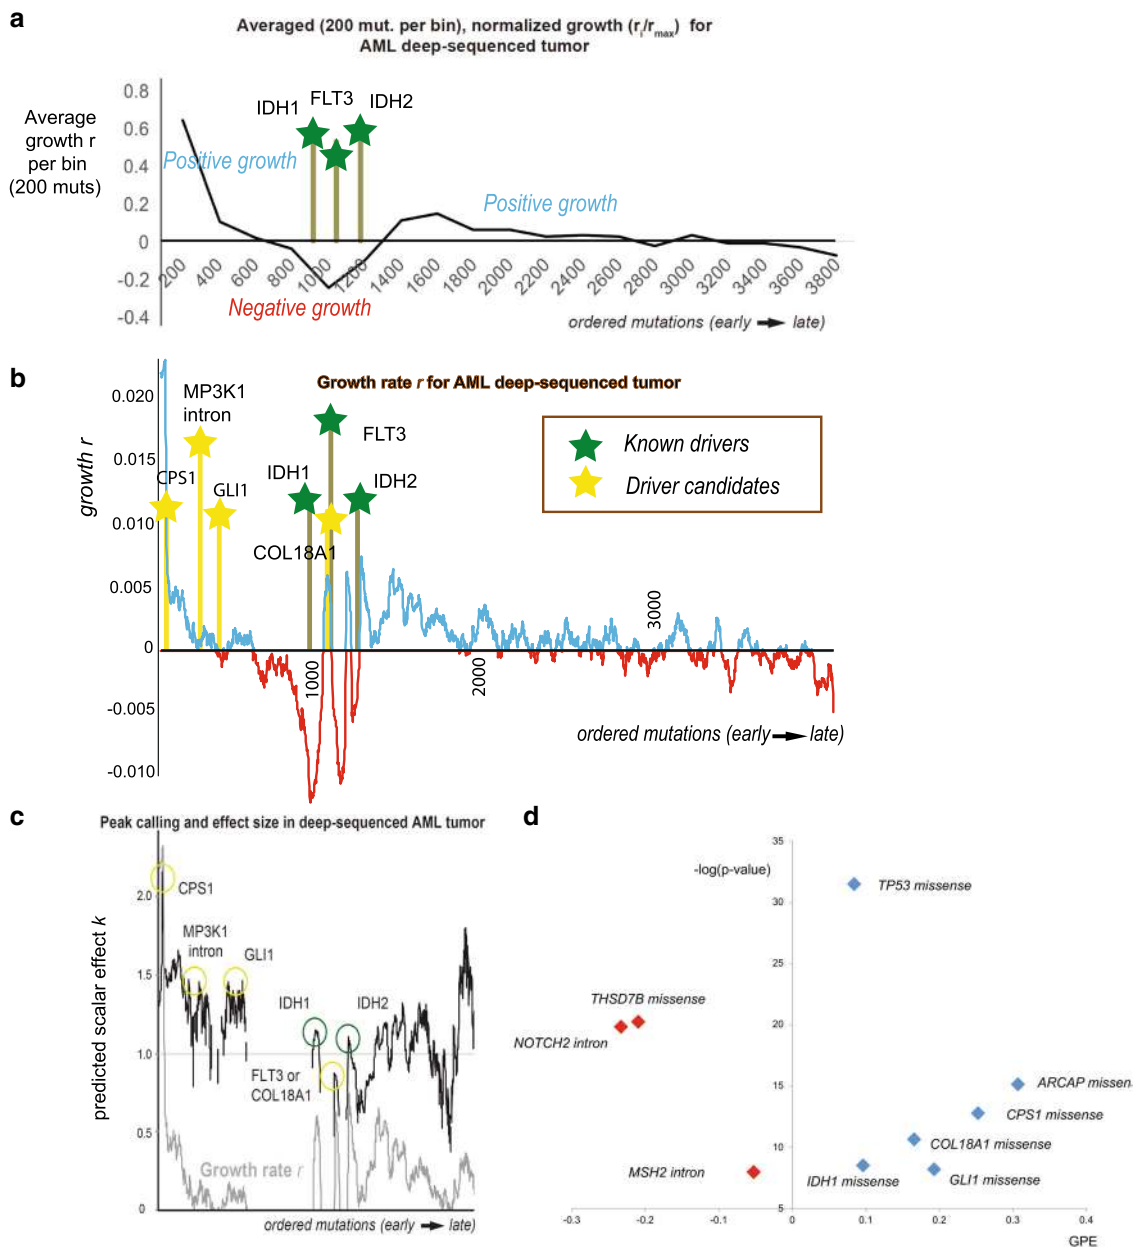 a
Averaged (200 mut. per bin), normalized growth (ri/rmax) for
AML deep-sequenced tumor
Average
growth r
per bin
(200 muts)
0.8
0.6
0.4
0.2
0
-0.2
-0.4
IDH1
FLT3
IDH2
Positive growth
Positive growth
Negative growth
200
400
600
800
1000
1200
1400
1600
1800
2000
2200
2400
2600
2800
3000
3200
3400
3600
3800
ordered mutations (early → late)
b
Growth rate r for AML deep-sequenced tumor
growth r
0.020
0.015
0.010
0.005
0
-0.005
-0.010
MP3K1
intron
CPS1
GLI1
IDH1
FLT3
IDH2
COL18A1
Known drivers
Driver candidates
1000
2000
3000
ordered mutations (early → late)
c
Peak calling and effect size in deep-sequenced AML tumor
predicted scalar effect k
2.0
1.5
1.0
0.5
0
CPS1
MP3K1
intron
GLI1
IDH1
IDH2
FLT3 or
COL18A1
Growth rate r
ordered mutations (early → late)
d
-log(p-value)
35
30
25
20
15
10
5
TP53 missense
THSD7B missense
NOTCH2 intron
ARCAP missen
CPS1 missense
COL18A1 missense
MSH2 intron
IDH1 missense
GLI1 missense
-0.3
-0.2
-0.1
0
0.1
0.2
0.3
0.4
GPE